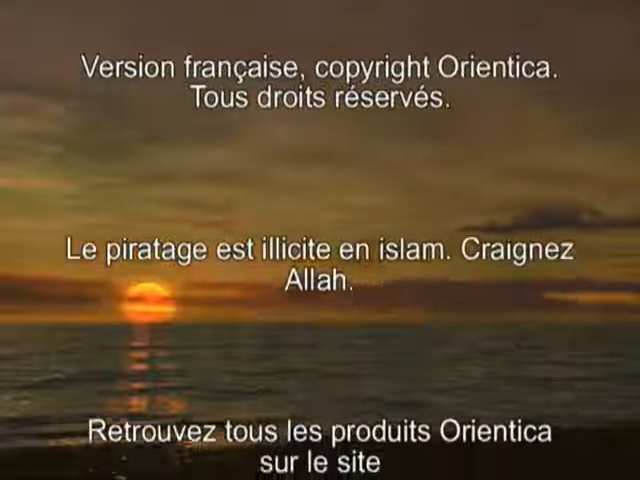 Version française, copyright Orientica.
Tous droits réservés.
Le piratage est illicite en islam. Craignez
Allah.
Retrouvez tous les produits Orientica
sur le site